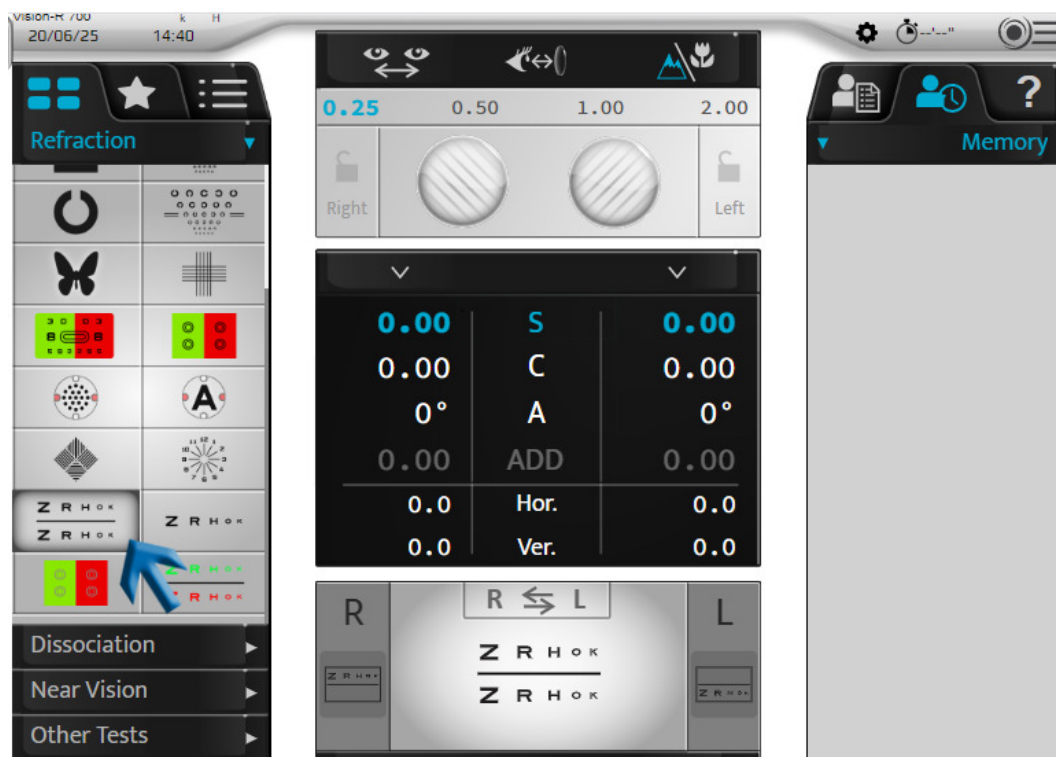 Vision-R 700 k H
20/06/25 14:40
--'--"
Refraction
Memory
?
0.25 0.50 1.00 2.00
Right Left
0.00 S 0.00
0.00 C 0.00
0° A 0°
0.00 ADD 0.00
0.0 Hor. 0.0
0.0 Ver. 0.0
A
Z R H O K
Z R H O K
Z R H O K
Z R H O K
Z R H O K
Dissociation
Near Vision
Other Tests
R R L L
Z R H O K
Z R H O K
Z R H O K
Z R H O K